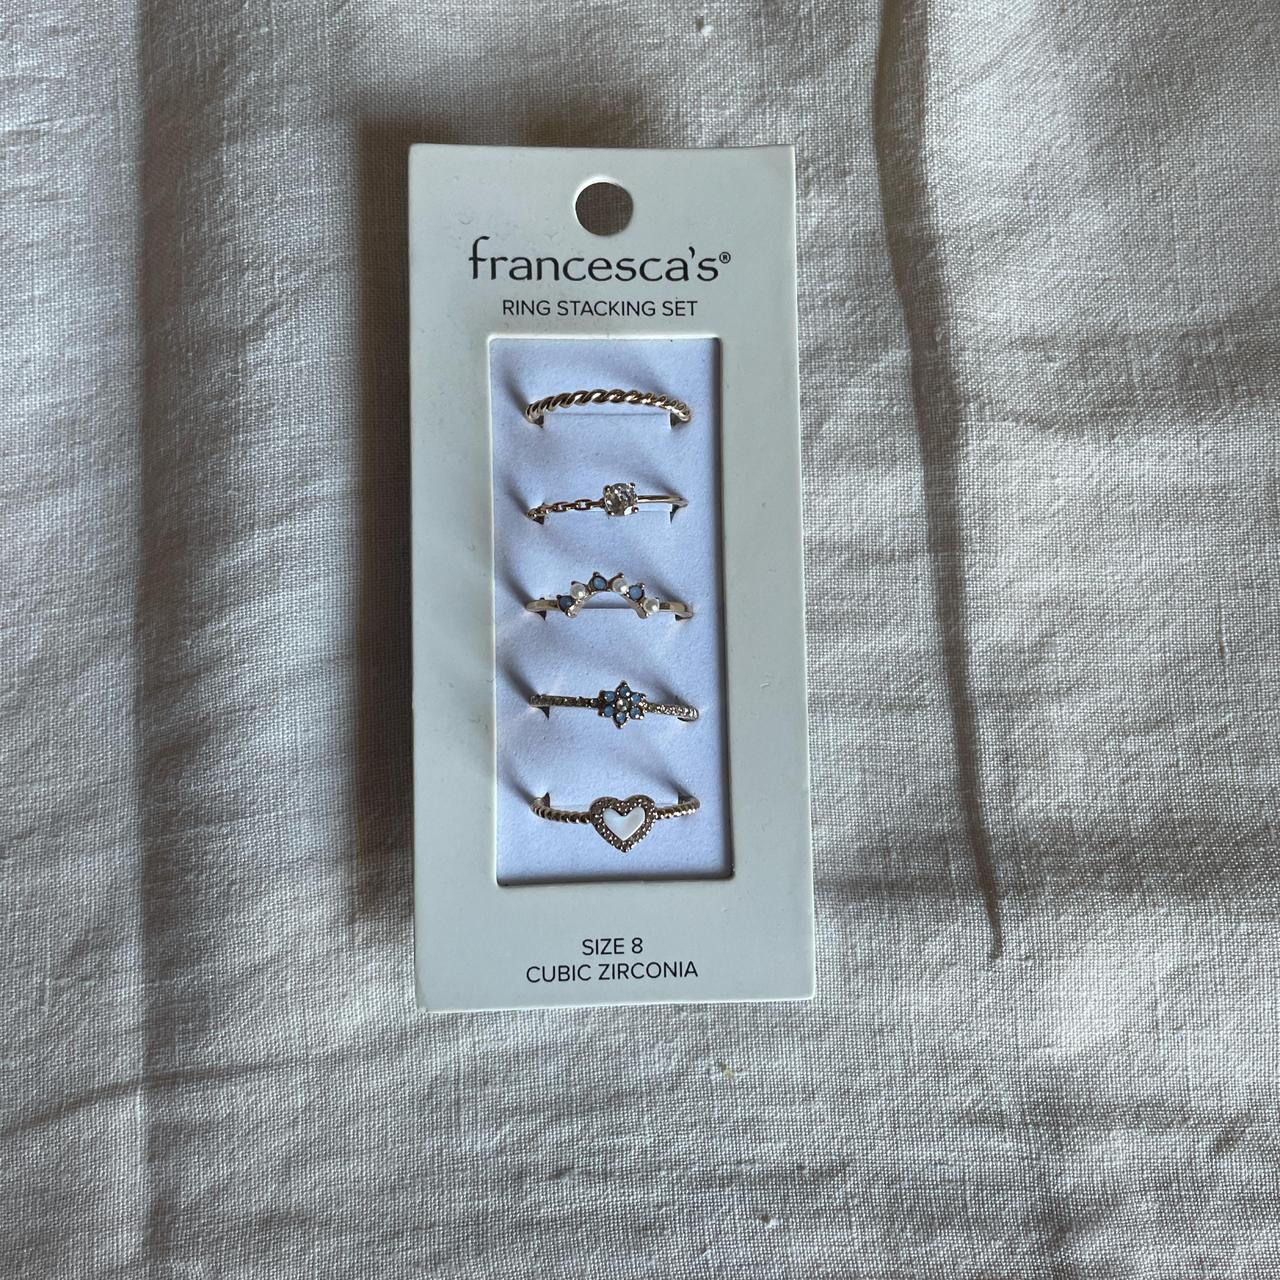 francesca's®
RING STACKING SET
SIZE 8
CUBIC ZIRCONIA